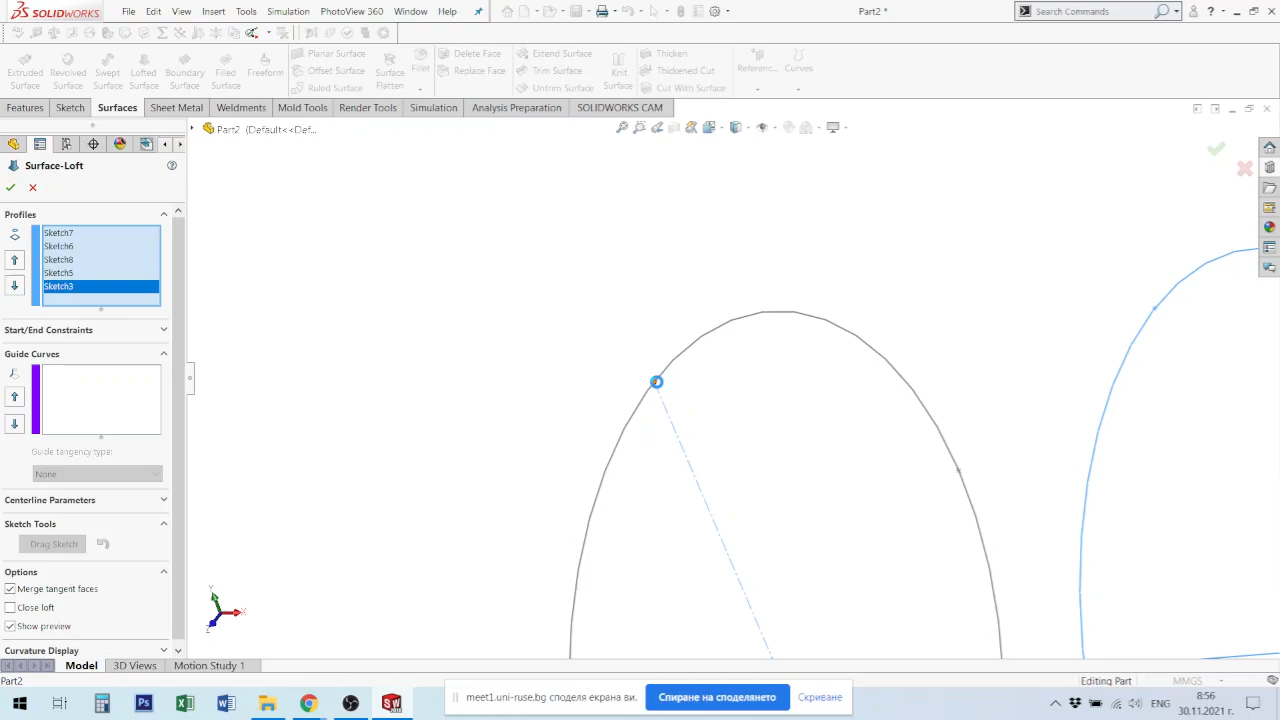 SOLIDWORKS File Edit View Insert Tools Simulation PhotoView 360 Window Help Part2 * Search Commands
Extruded Surface
Revolved Surface
Swept Surface
Lofted Surface
Boundary Surface
Filled Surface
Freeform
Planar Surface
Offset Surface
Ruled Surface
Surface Flatten
Fillet
Delete Face
Replace Face
Extend Surface
Trim Surface
Untrim Surface
Knit Surface
Thicken
Thickened Cut
Cut With Surface
Referenc...
Curves
Features Sketch Surfaces Sheet Metal Weldments Mold Tools Render Tools Simulation Analysis Preparation SOLIDWORKS CAM
Part2 (Default<<Def...
Surface-Loft
Profiles
Sketch7
Sketch6
Sketch8
Sketch5
Sketch3
Start/End Constraints
Guide Curves
Guide tangency type:
None
Centerline Parameters
Sketch Tools
Drag Sketch
Options
Merge tangent faces
Close loft
Show preview
Curvature Display
Y
X
Z
Model 3D Views Motion Study 1
Part2
Editing Part MMGS
meet1.uni-ruse.bg споделя екрана ви. Спиране на споделянето Скриване
ENG
8:56
30.11.2021 г.